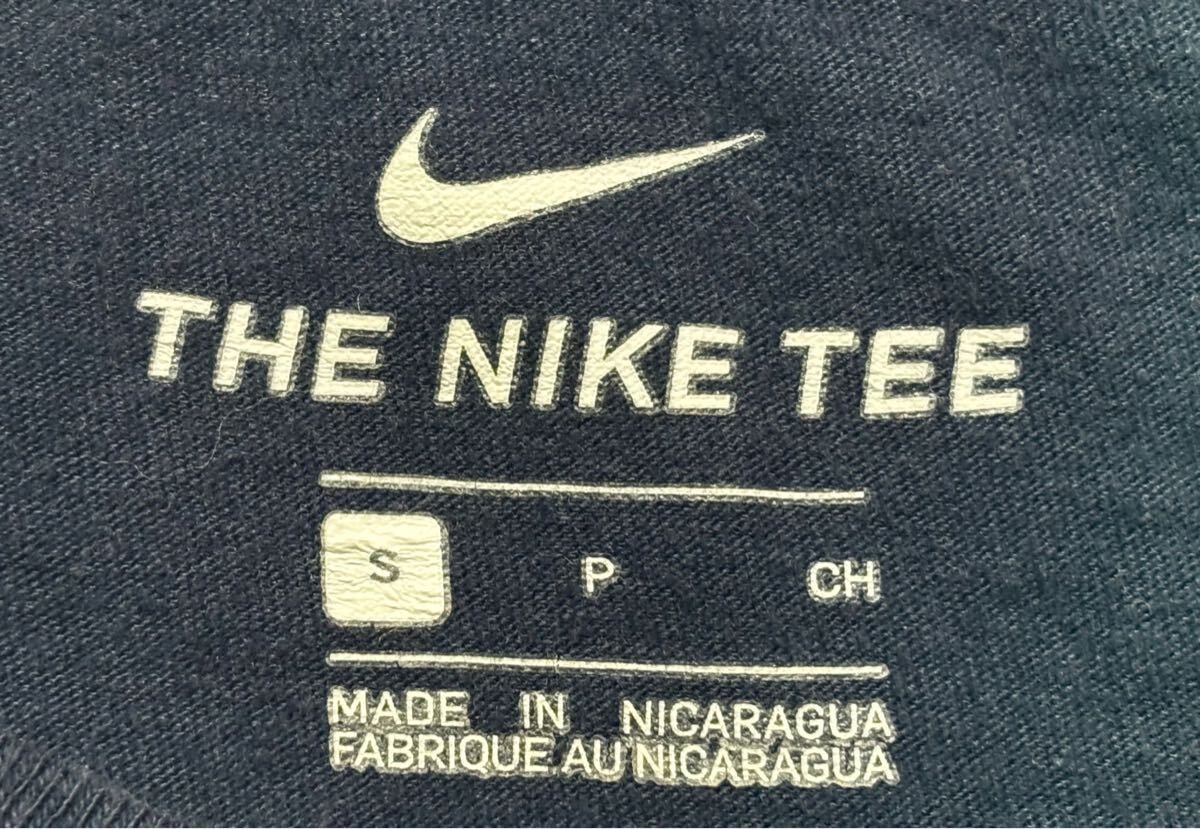 THE NIKE TEE
S P CH
MADE IN NICARAGUA
FABRIQUE AU NICARAGUA